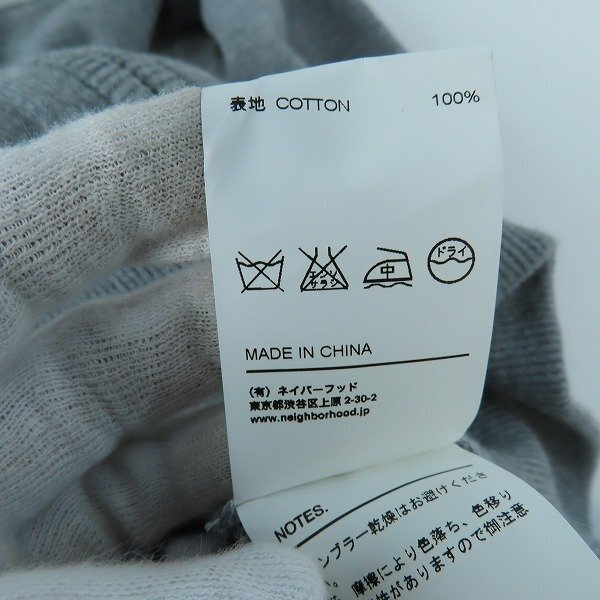 表地 COTTON 100%
エンソ サラシ 中 ドライ
MADE IN CHINA
(有) ネイバーフッド
東京都渋谷区上原 2-30-2
www.neighborhood.jp
NOTES.
ンブラー乾燥はお避けくださ
い。
摩擦により色落ち、色移り
性がありますので御注意